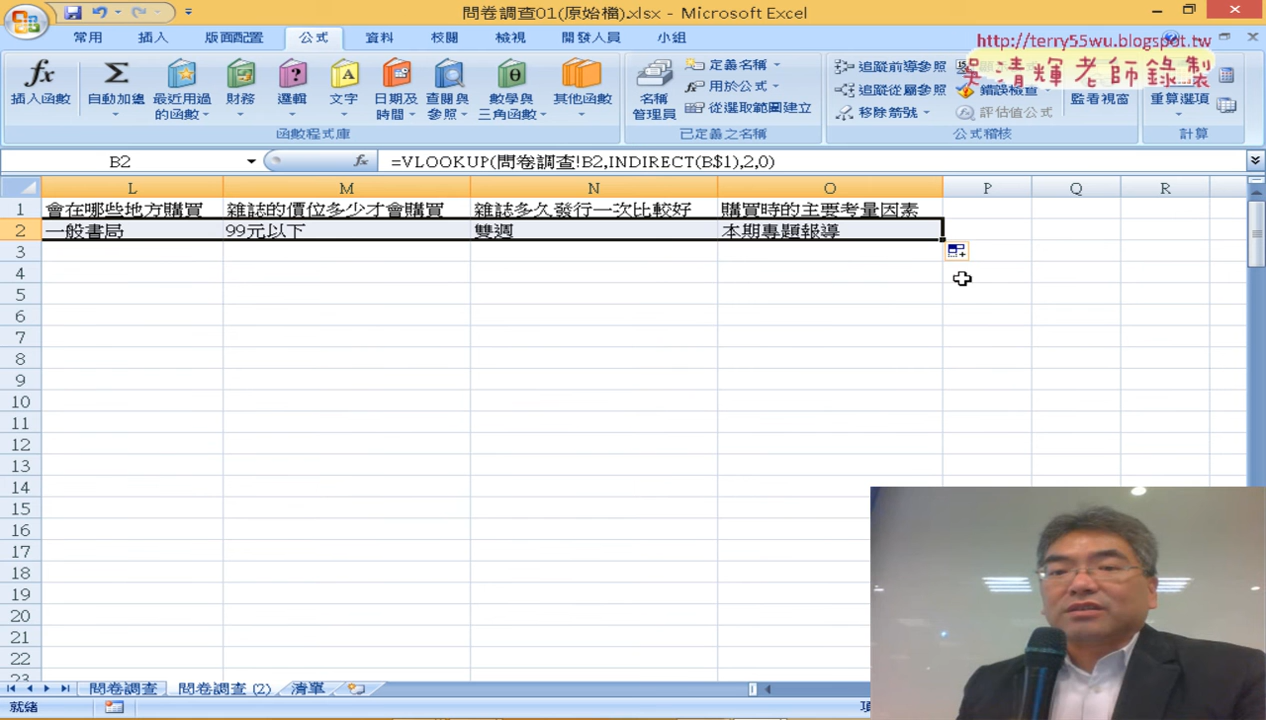 問卷調查01(原始檔).xlsx - Microsoft Excel
常用 插入 版面配置 公式 資料 校閱 檢視 開發人員 小組
http://terry55wu.blogspot.tw
吳清輝老師錄製
插入函數 自動加總 最近用過的函數 財務 邏輯 文字 日期及時間 查閱與參照 數學與三角函數 其他函數
函數程式庫
名稱管理員 定義名稱 用於公式 從選取範圍建立
已定義之名稱
追蹤前導參照 追蹤從屬參照 移除箭號 錯誤檢查 評估值公式 監看視窗
公式稽核
重算選項
計算
B2 fx =VLOOKUP(問卷調查!B2,INDIRECT(B$1),2,0)
L M N O P Q R
1 會在哪些地方購買 雜誌的價位多少才會購買 雜誌多久發行一次比較好 購買時的主要考量因素
2 一般書局 99元以下 雙週 本期專題報導
3
4
5
6
7
8
9
10
11
12
13
14
15
16
17
18
19
20
21
22
23
問卷調查 問卷調查 (2) 清單
就緒